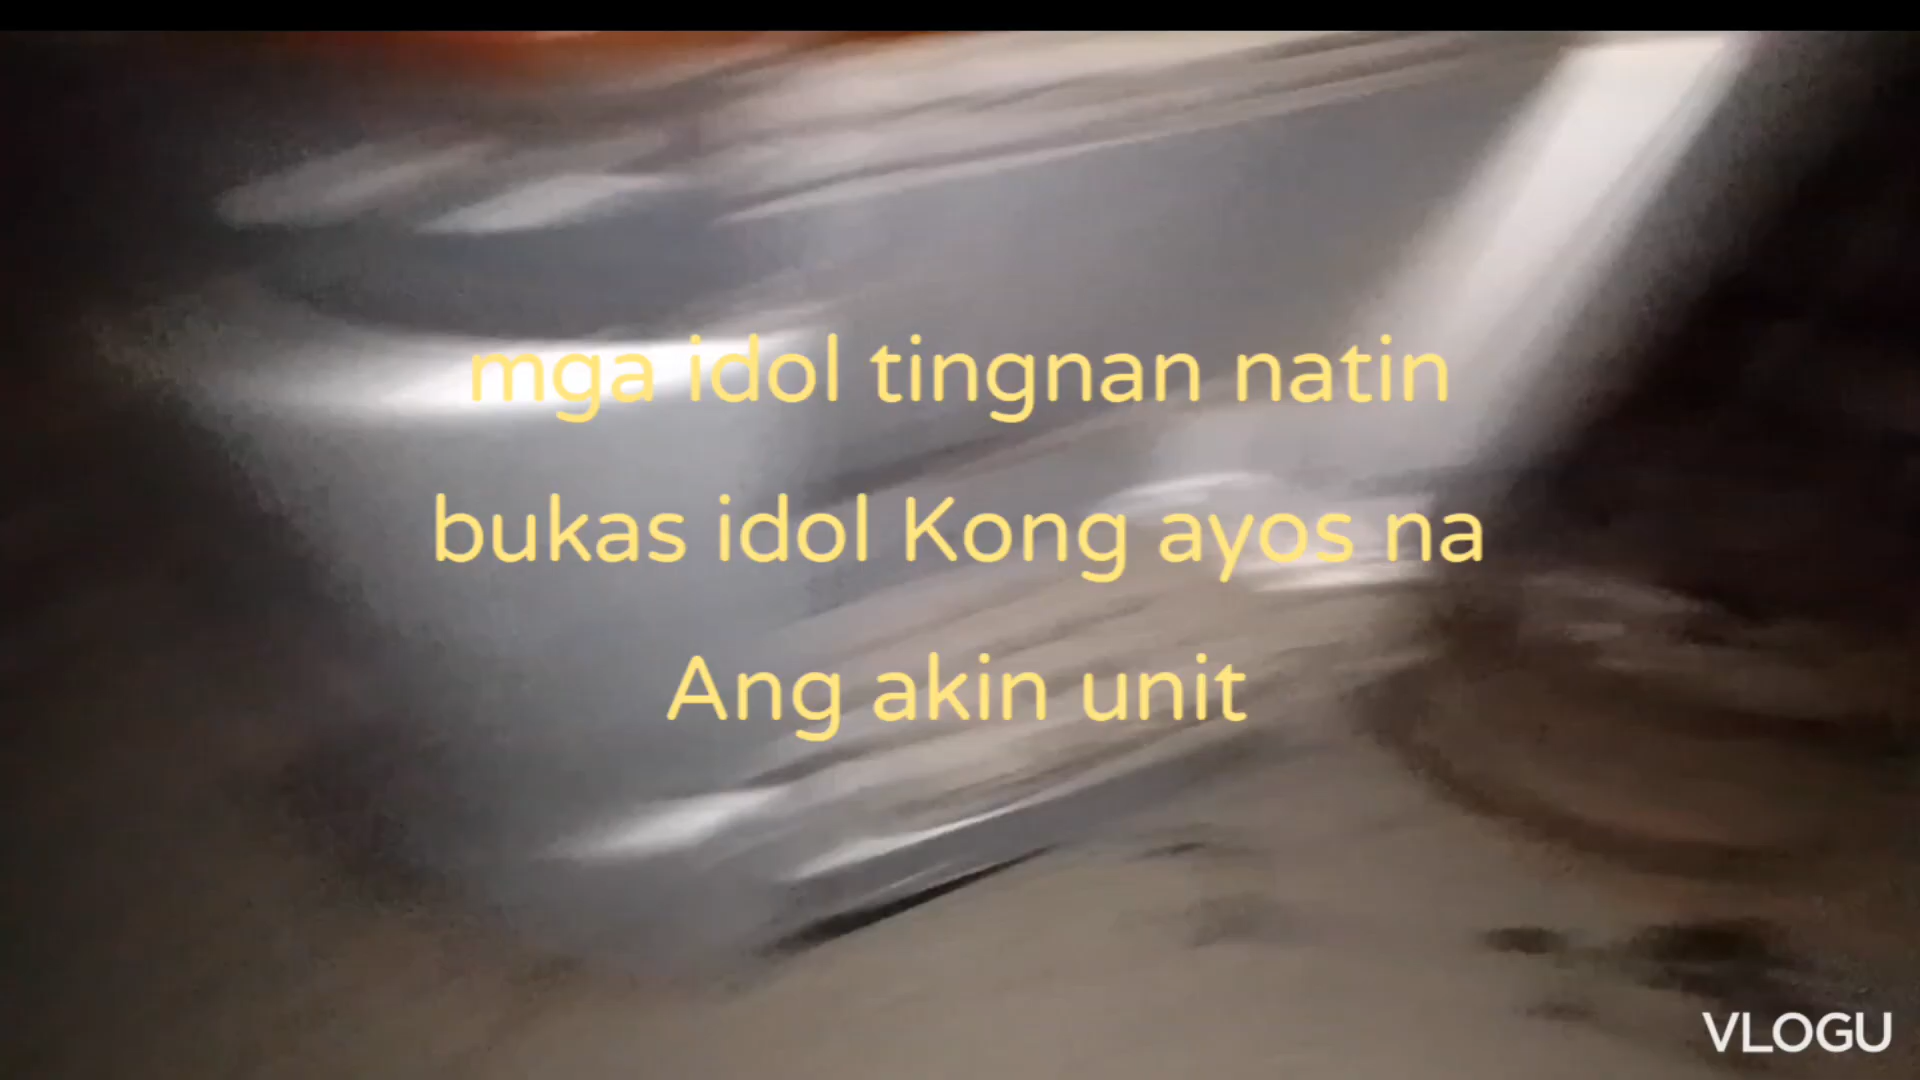 mga idol tingnan natin
bukas idol Kong ayos na
Ang akin unit
VLOGU